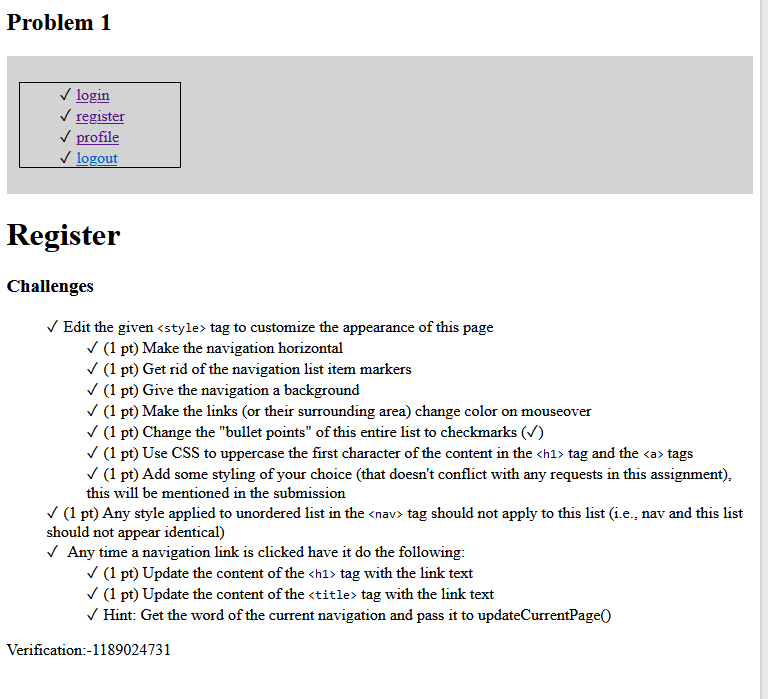 Problem 1
✓ login
✓ register
✓ profile
✓ logout
Register
Challenges
✓ Edit the given <style> tag to customize the appearance of this page
✓ (1 pt) Make the navigation horizontal
✓ (1 pt) Get rid of the navigation list item markers
✓ (1 pt) Give the navigation a background
✓ (1 pt) Make the links (or their surrounding area) change color on mouseover
✓ (1 pt) Change the "bullet points" of this entire list to checkmarks (✓)
✓ (1 pt) Use CSS to uppercase the first character of the content in the <h1> tag and the <a> tags
✓ (1 pt) Add some styling of your choice (that doesn't conflict with any requests in this assignment),
this will be mentioned in the submission
✓ (1 pt) Any style applied to unordered list in the <nav> tag should not apply to this list (i.e., nav and this list
should not appear identical)
✓ Any time a navigation link is clicked have it do the following:
✓ (1 pt) Update the content of the <h1> tag with the link text
✓ (1 pt) Update the content of the <title> tag with the link text
✓ Hint: Get the word of the current navigation and pass it to updateCurrentPage()
Verification:-1189024731